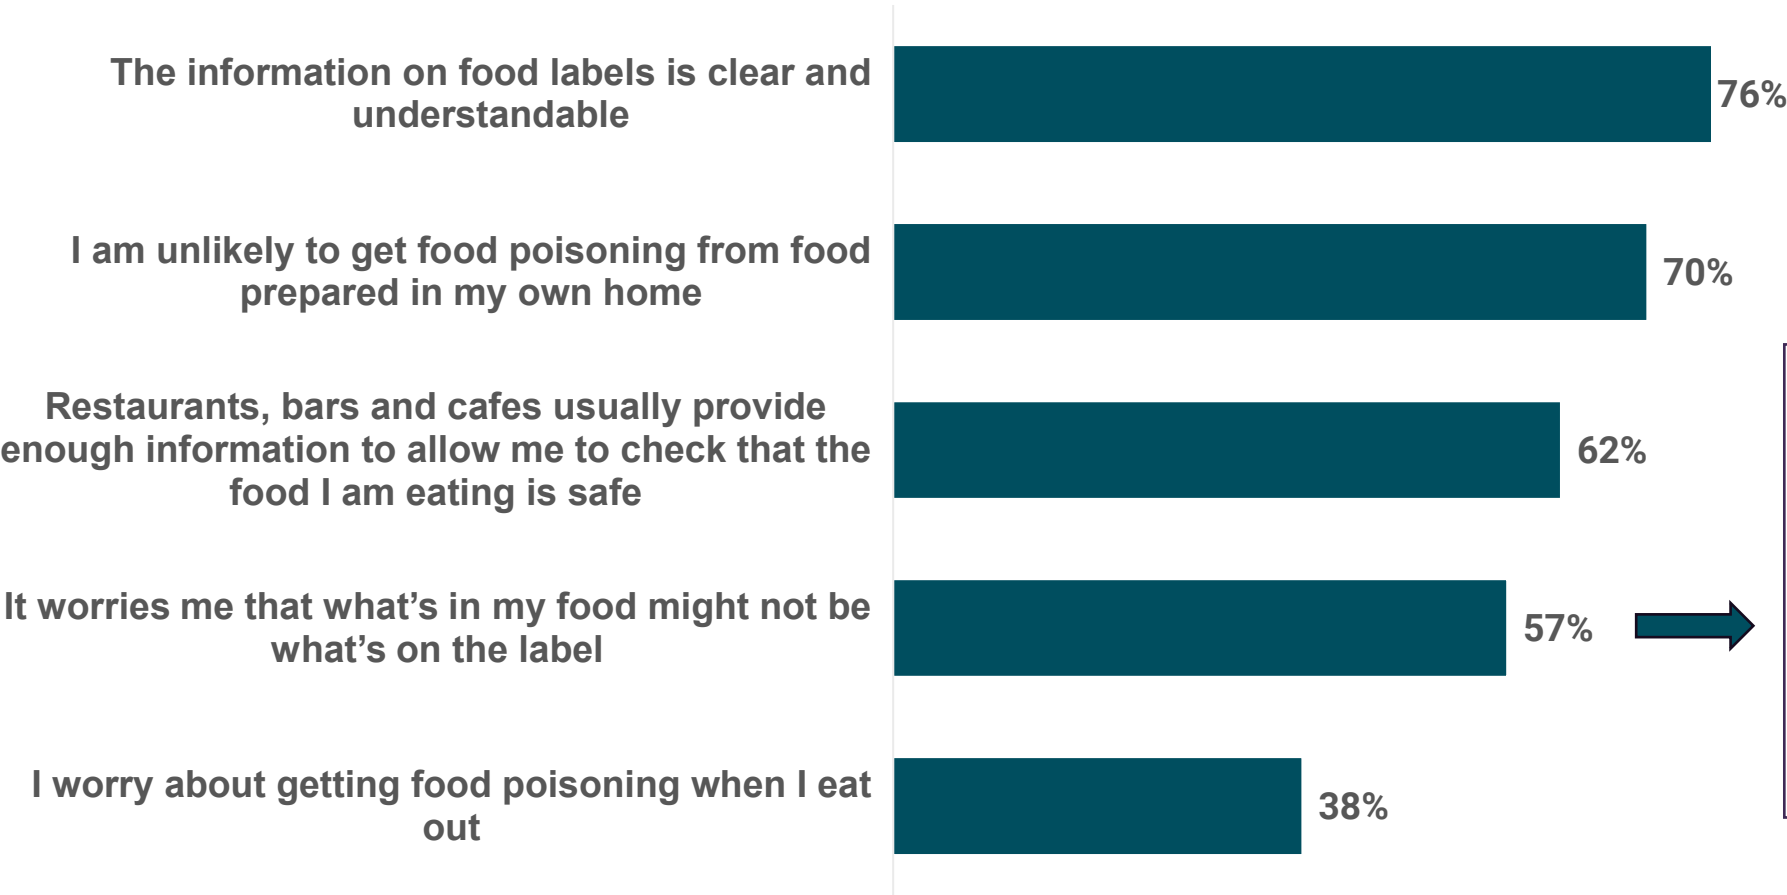 The information on food labels is clear and
understandable
76%
I am unlikely to get food poisoning from food
prepared in my own home
70%
Restaurants, bars and cafes usually provide
enough information to allow me to check that the
food I am eating is safe
62%
It worries me that what’s in my food might not be
what’s on the label
57%
I worry about getting food poisoning when I eat
out
38%